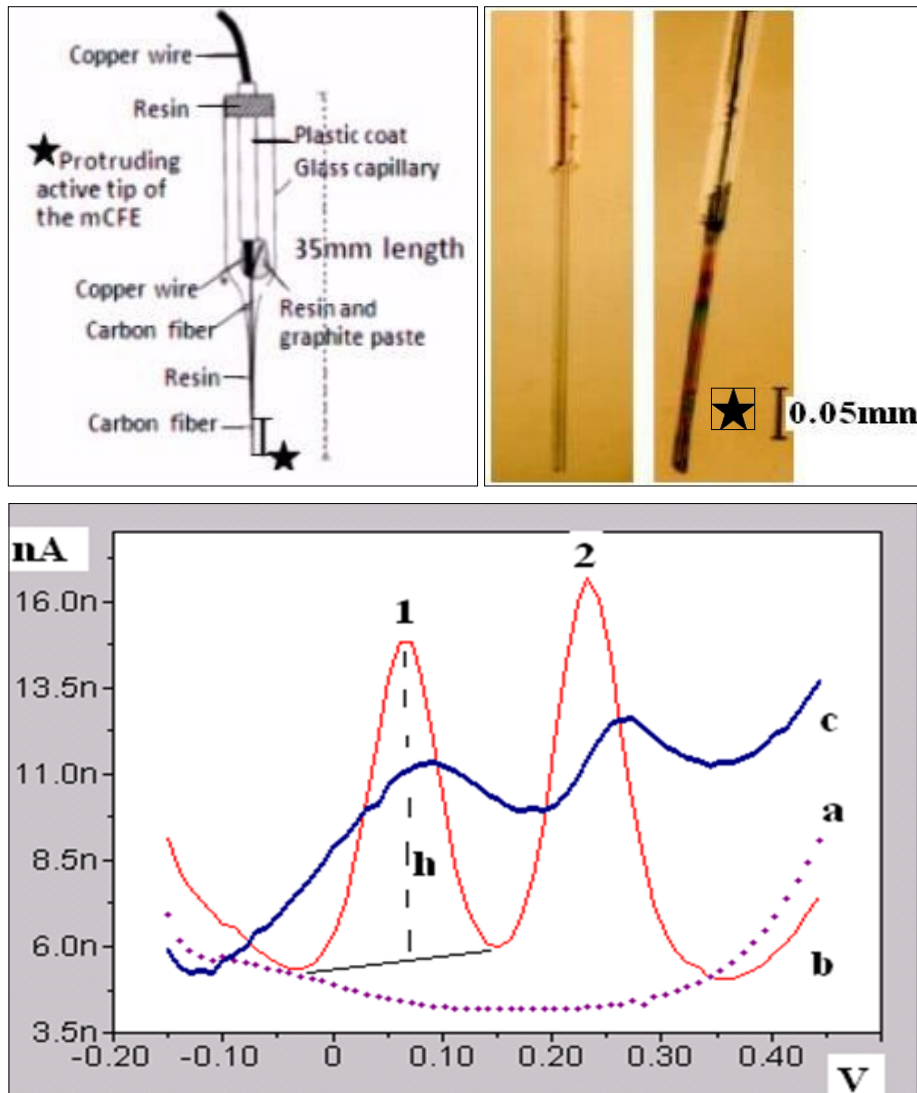 Copper wire
Resin
Plastic coat
★Protruding
Glass capillary
active tip of
the mCFE
35mm length
Copper wire
Resin and
Carbon fiber
graphite paste
Resin
Carbon fiber
0.05mm
nA
2
16.0n
1
13.5n
c
11.0n
a
8.5n
h
6.0n
b
3.5n
-0.20 -0.10 0 0.10 0.20 0.30 0.40
V